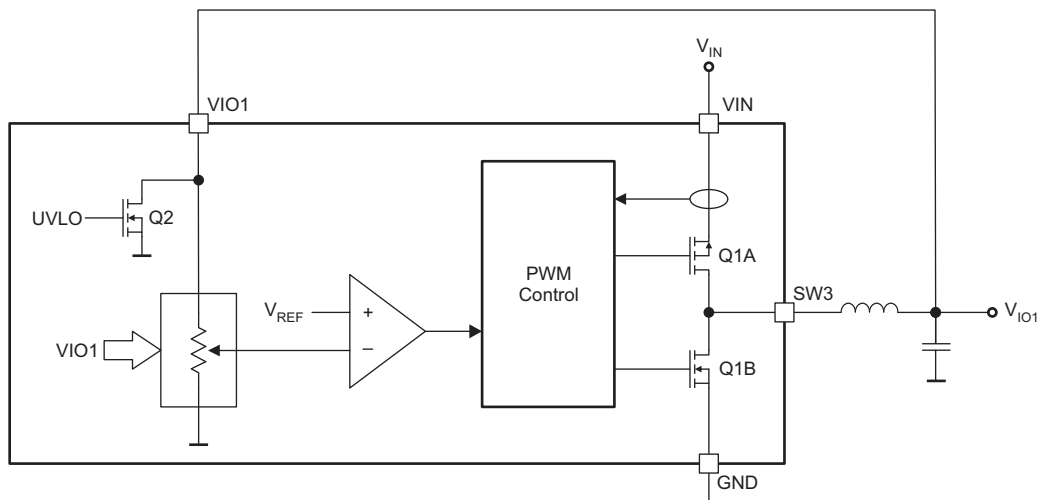 V_IN
VIO1
VIN
UVLO
Q2
Q1A
PWM
Control
SW3
V_REF
+
−
V_IO1
VIO1
Q1B
GND